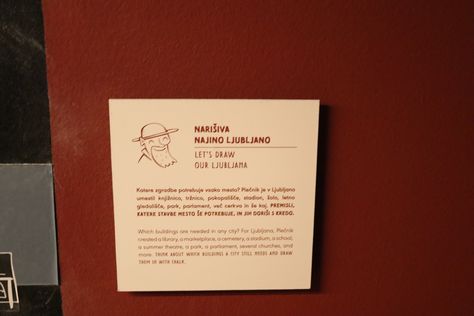 NARIŠIVA
NAJINO LJUBLJANO
LET'S DRAW
OUR LJUBLJANA
Katere zgradbe potrebuje vsako mesto? Plečnik je v Ljubljano
umestil knjižnico, tržnico, pokopališče, stadion, šolo, letno
gledališče, park, parlament, več cerkva in še kaj. PREMISLI,
KATERE STAVBE MESTO ŠE POTREBUJE, IN JIH DORIŠI S KREDO.
Which buildings are needed in any city? For Ljubljana, Plečnik
created a library, a marketplace, a cemetery, a stadium, a school,
a summer theatre, a park, a parliament, several churches, and
more. THINK ABOUT WHICH BUILDINGS A CITY STILL NEEDS AND DRAW
THEM IN WITH CHALK.